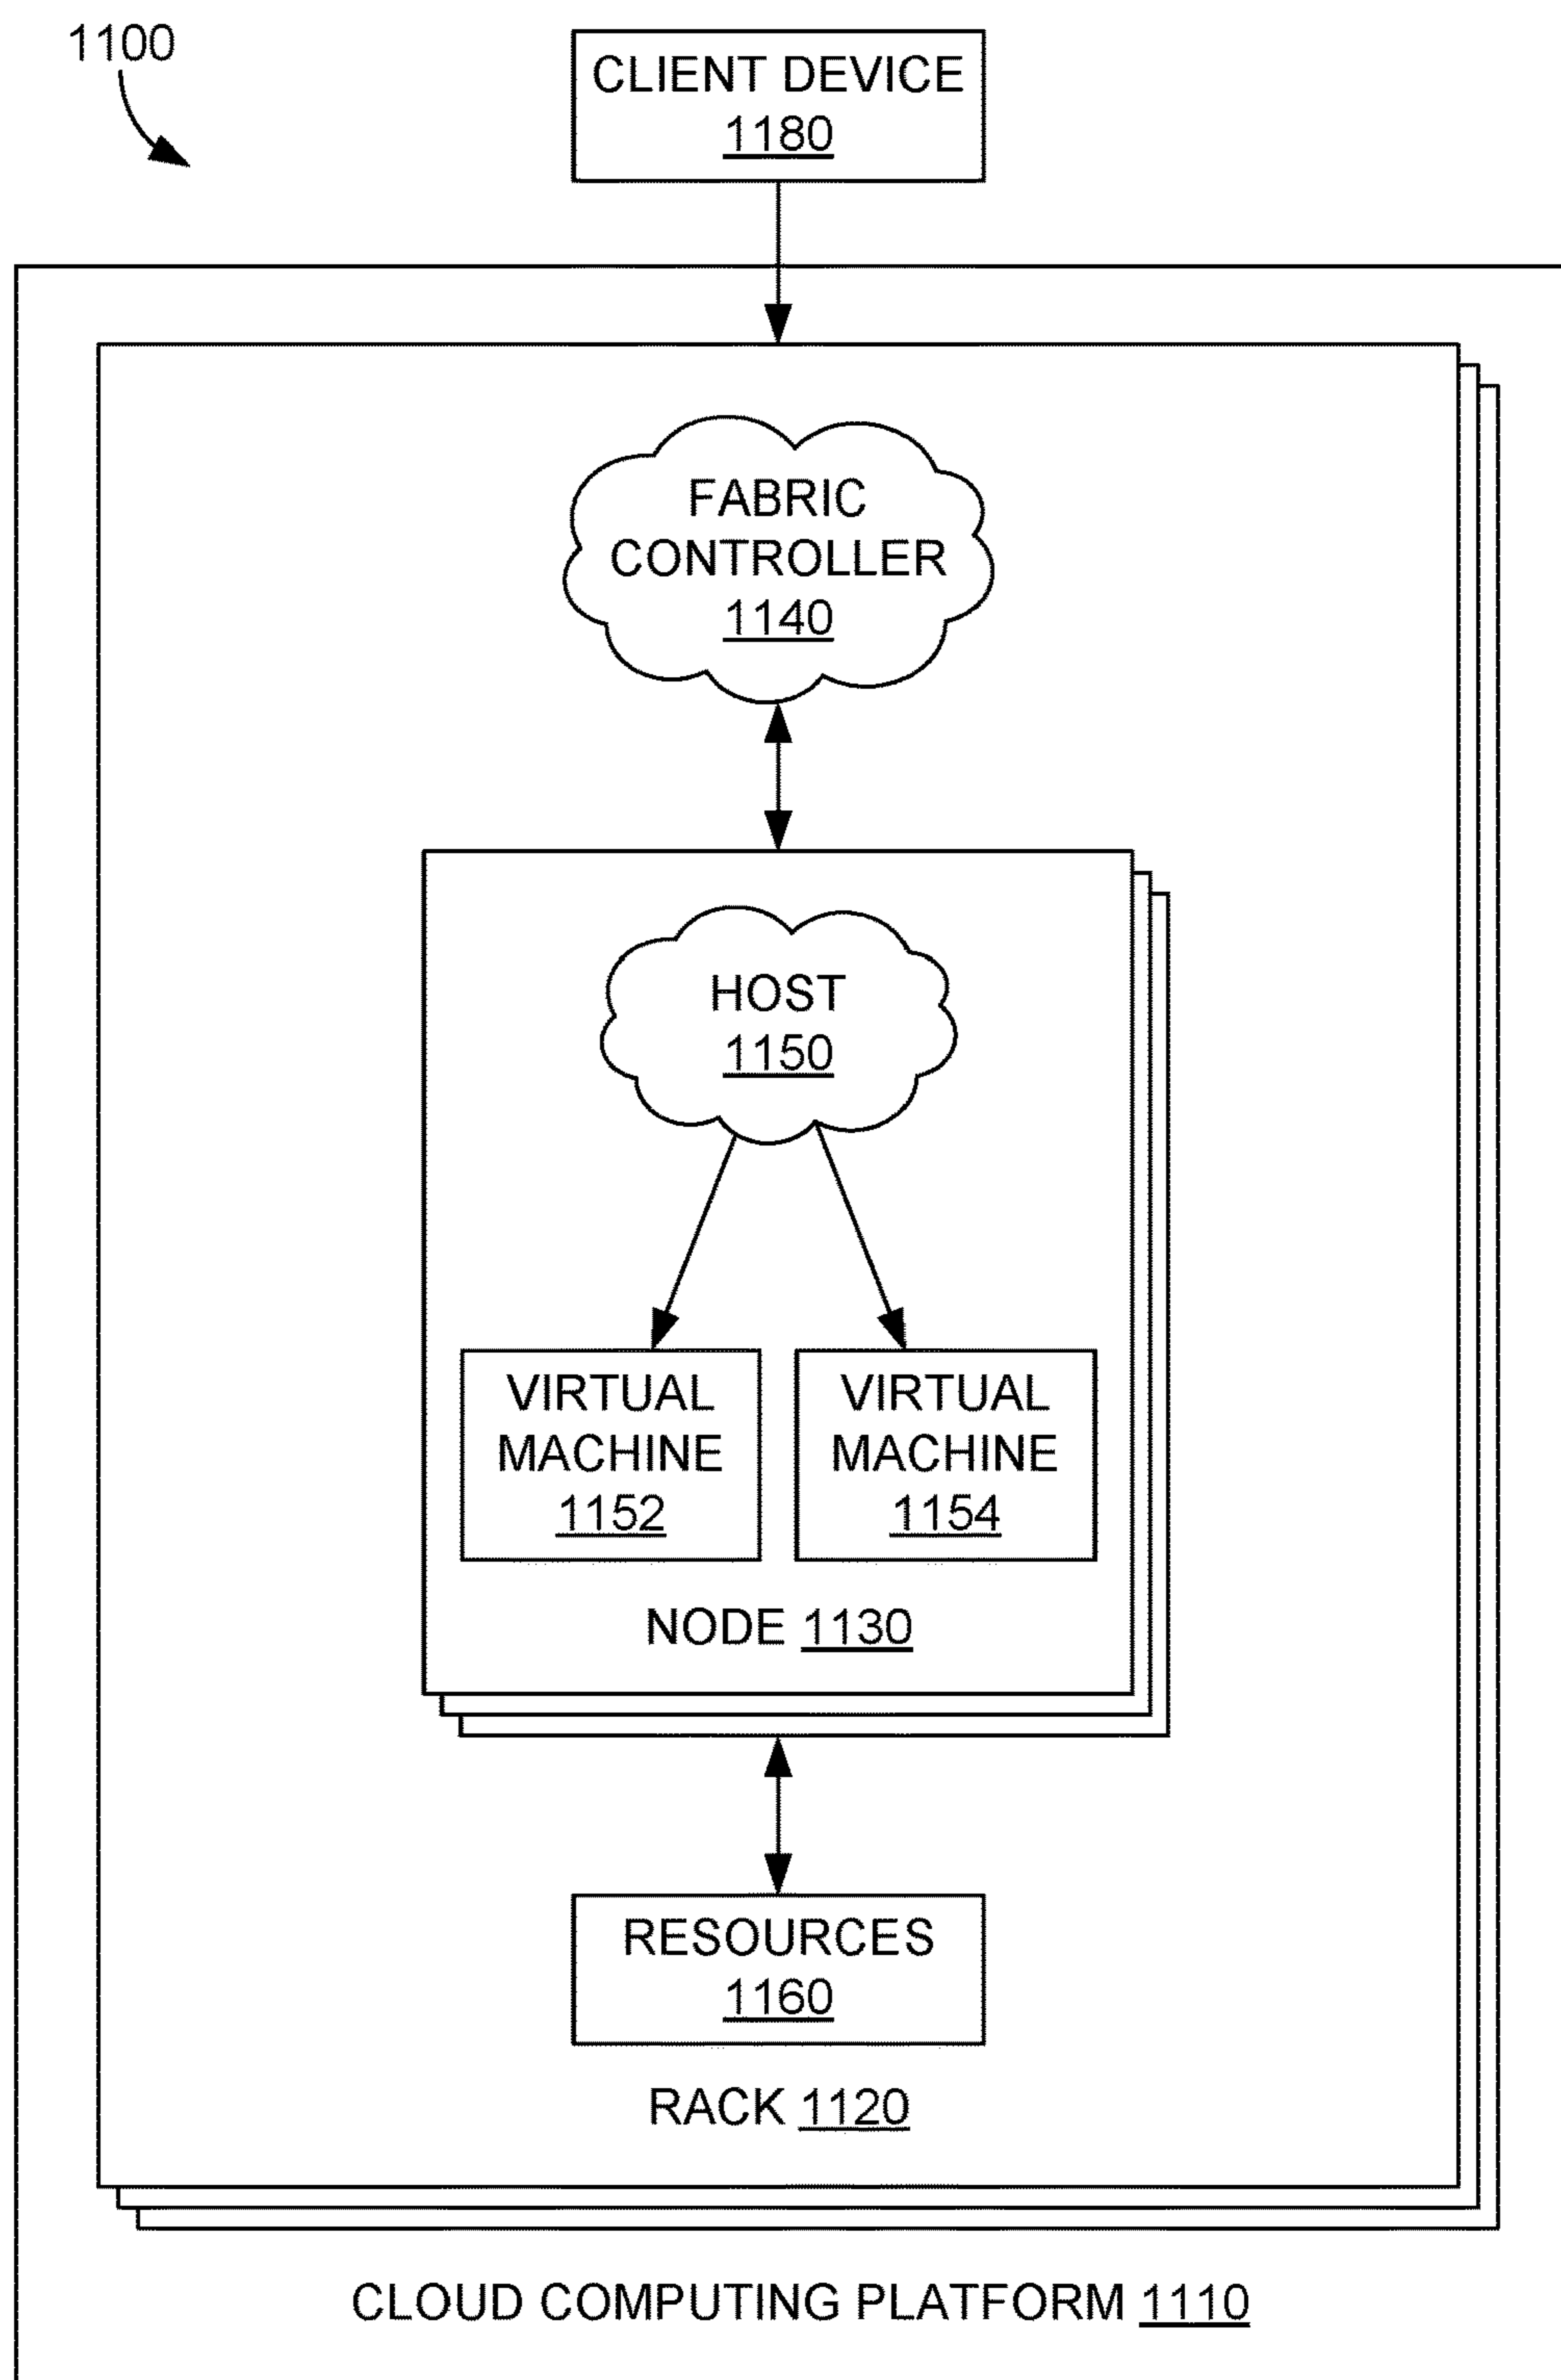 1100
CLIENT DEVICE
1180
FABRIC
CONTROLLER
1140
HOST
1150
VIRTUAL
MACHINE
1152
VIRTUAL
MACHINE
1154
NODE 1130
RESOURCES
1160
RACK 1120
CLOUD COMPUTING PLATFORM 1110